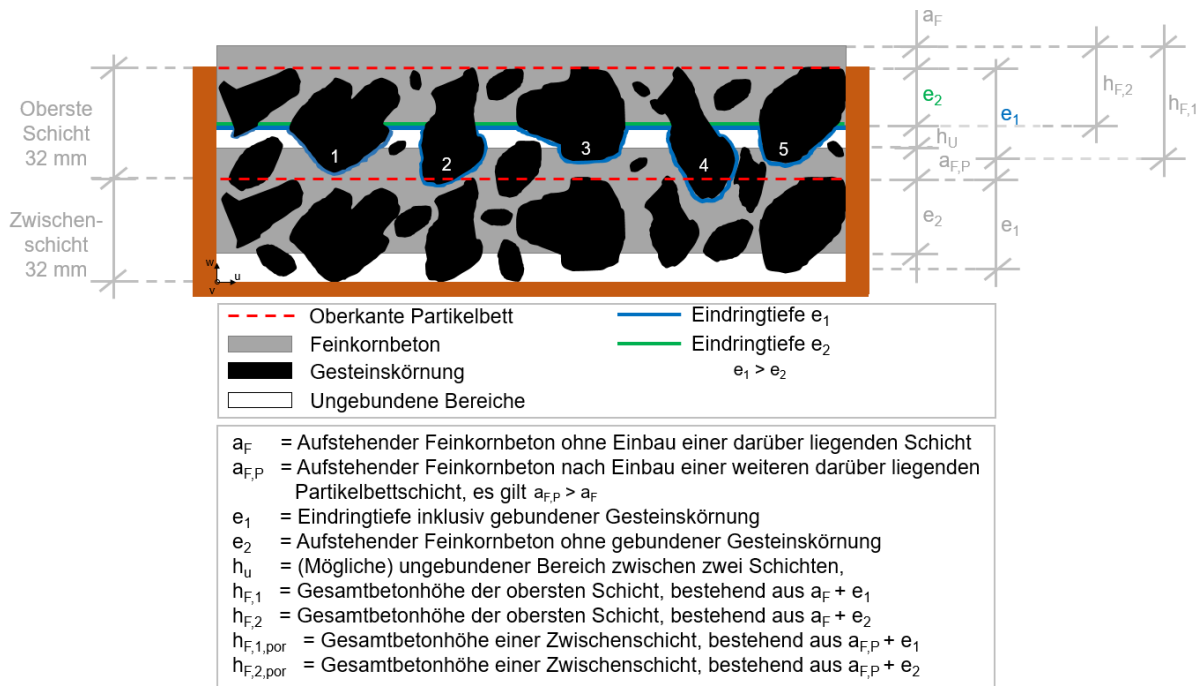 a_F
h_F,2
h_F,1
Oberste
Schicht
32 mm
e_2
e_1
h_U
a_F,P
1
2
3
4
5
Zwischen-
schicht
32 mm
e_2
e_1
w
u
v
Oberkante Partikelbett
Feinkornbeton
Gesteinskörnung
Ungebundene Bereiche
Eindringtiefe e_1
Eindringtiefe e_2
e_1 > e_2
a_F = Aufstehender Feinkornbeton ohne Einbau einer darüber liegenden Schicht
a_F,P = Aufstehender Feinkornbeton nach Einbau einer weiteren darüber liegenden
Partikelbettschicht, es gilt a_F,P > a_F
e_1 = Eindringtiefe inklusiv gebundener Gesteinskörnung
e_2 = Aufstehender Feinkornbeton ohne gebundener Gesteinskörnung
h_u = (Mögliche) ungebundener Bereich zwischen zwei Schichten,
h_F,1 = Gesamtbetonhöhe der obersten Schicht, bestehend aus a_F + e_1
h_F,2 = Gesamtbetonhöhe der obersten Schicht, bestehend aus a_F + e_2
h_F,1,por = Gesamtbetonhöhe einer Zwischenschicht, bestehend aus a_F,P + e_1
h_F,2,por = Gesamtbetonhöhe einer Zwischenschicht, bestehend aus a_F,P + e_2